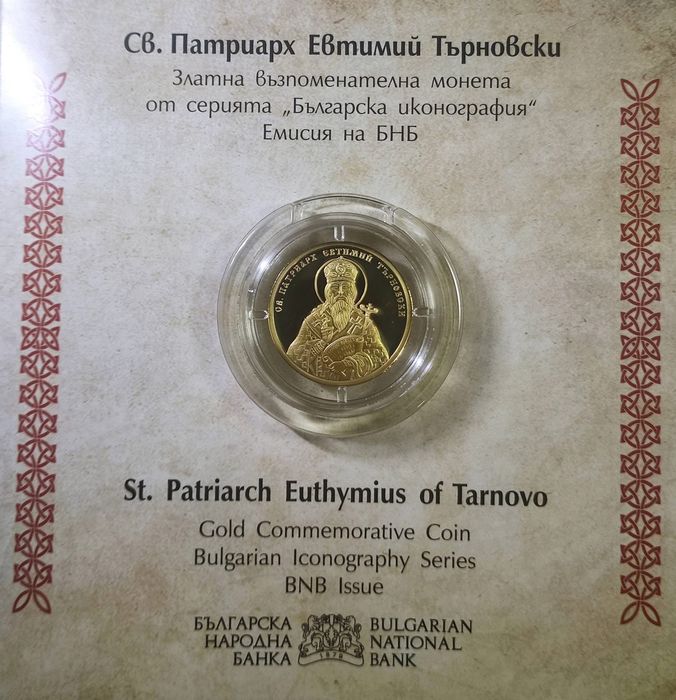 Св. Патриарх Евтимий Търновски
Златна възпоменателна монета
от серията „Българска иконография“
Емисия на БНБ
СВ. ПАТРИАРХ ЕВТИМИЙ ТЪРНОВСКИ
St. Patriarch Euthymius of Tarnovo
Gold Commemorative Coin
Bulgarian Iconography Series
BNB Issue
БЪЛГАРСКА
НАРОДНА
БАНКА
1879
BULGARIAN
NATIONAL
BANK